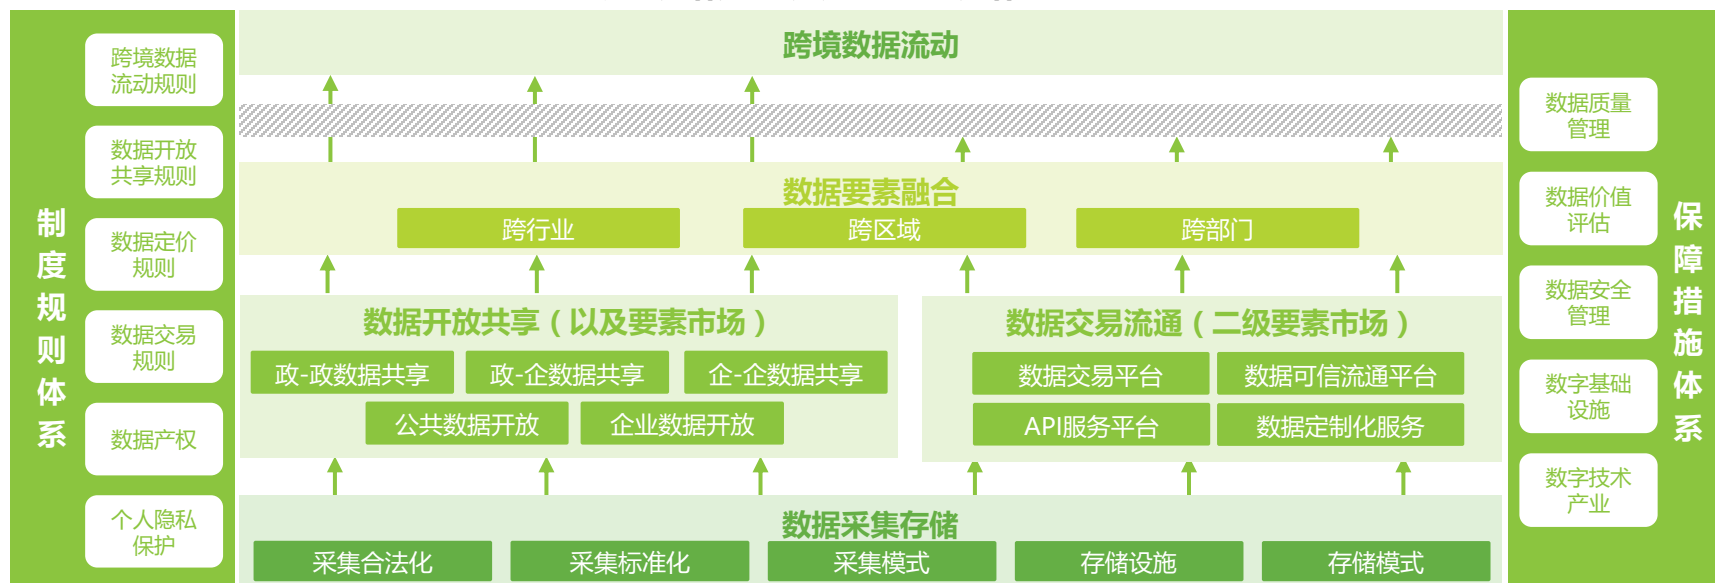 制度规则体系
跨境数据
流动规则
数据开放
共享规则
数据定价
规则
数据交易
规则
数据产权
个人隐私
保护
跨境数据流动
数据要素融合
跨行业
跨区域
跨部门
数据开放共享（以及要素市场）
政-政数据共享
政-企数据共享
企-企数据共享
公共数据开放
企业数据开放
数据交易流通（二级要素市场）
数据交易平台
数据可信流通平台
API服务平台
数据定制化服务
数据采集存储
采集合法化
采集标准化
采集模式
存储设施
存储模式
数据质量
管理
数据价值
评估
数据安全
管理
数字基础
设施
数字技术
产业
保障措施体系